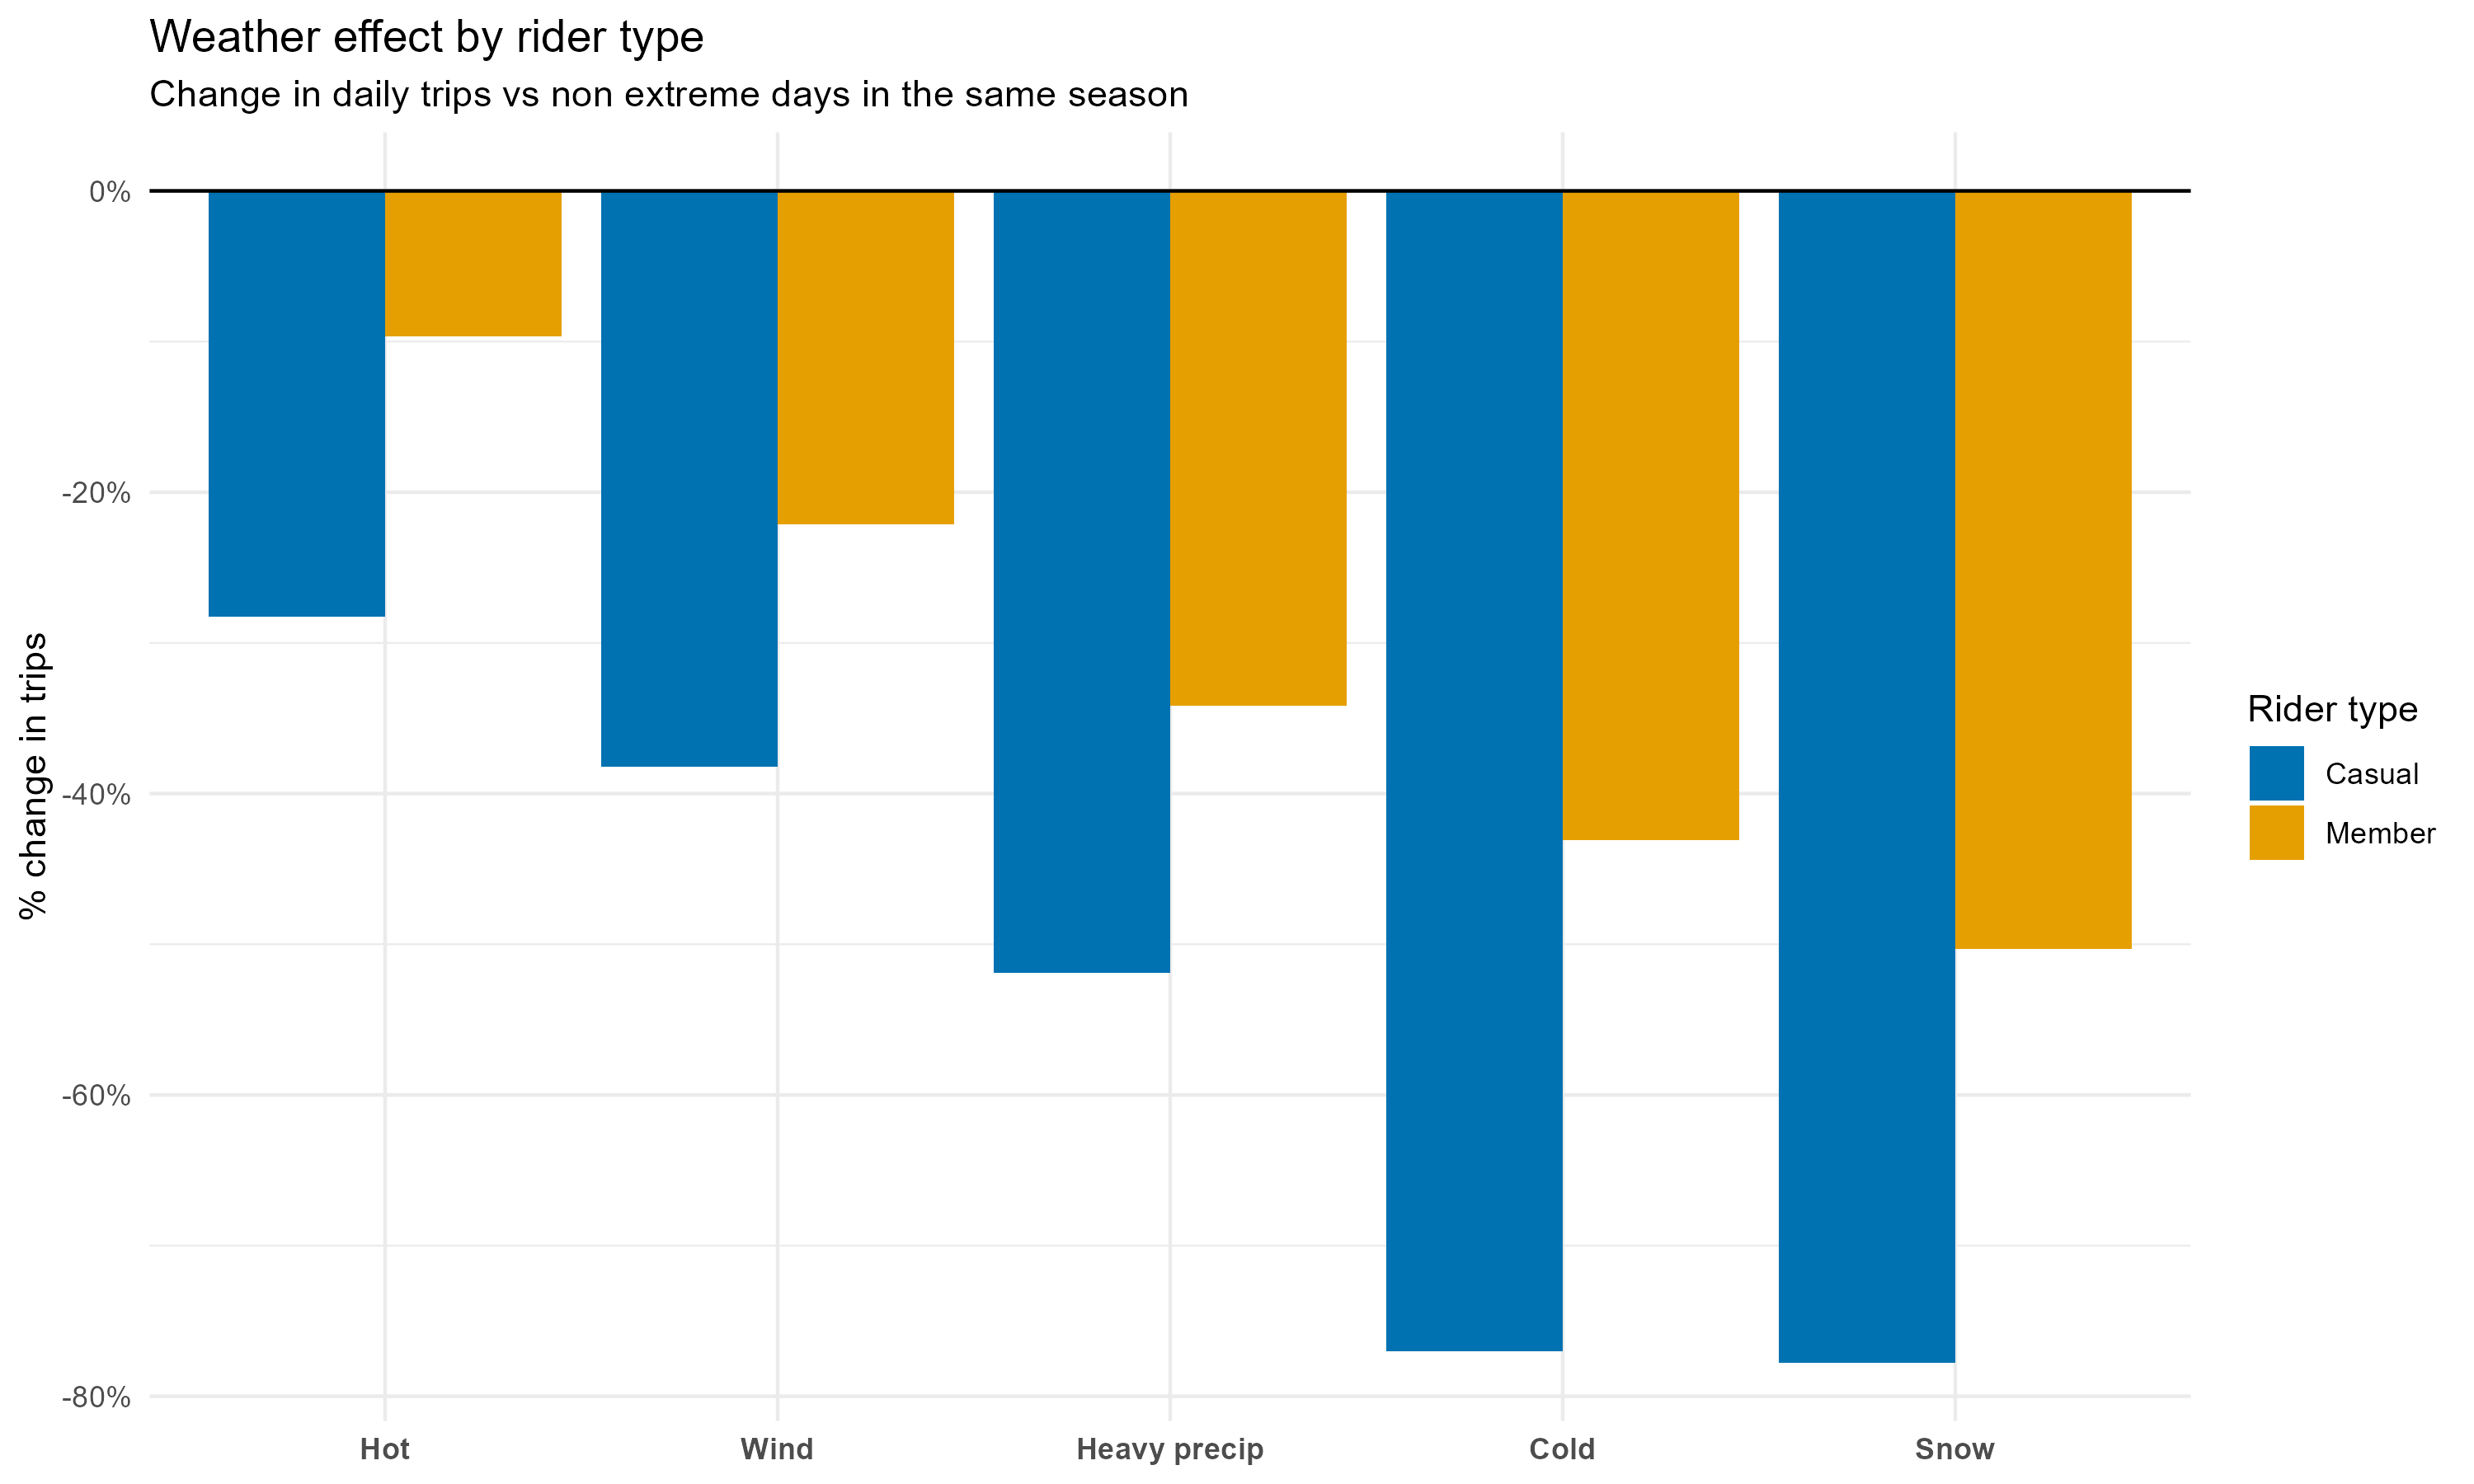 Weather effect by rider type
Change in daily trips vs non extreme days in the same season
% change in trips
0%
-20%
-40%
-60%
-80%
Hot
Wind
Heavy precip
Cold
Snow
Rider type
Casual
Member